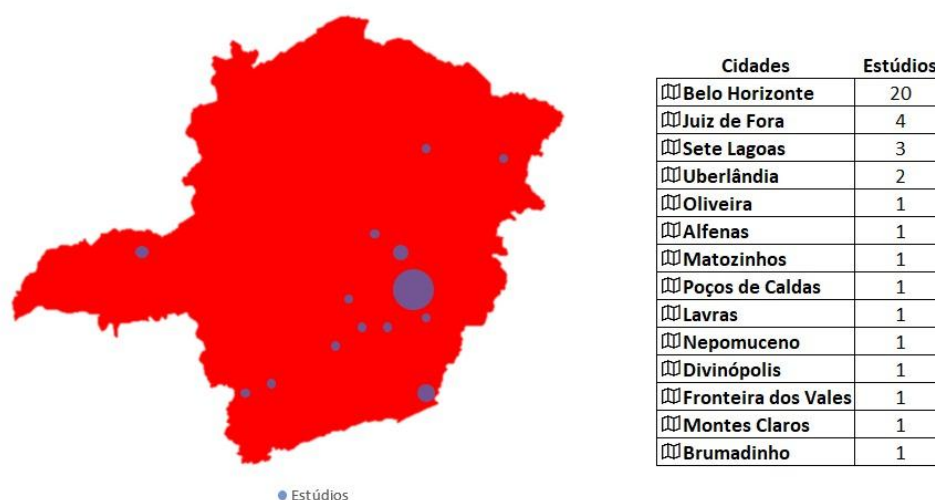 Cidades Estúdios
Belo Horizonte 20
Juiz de Fora 4
Sete Lagoas 3
Uberlândia 2
Oliveira 1
Alfenas 1
Matozinhos 1
Poços de Caldas 1
Lavras 1
Nepomuceno 1
Divinópolis 1
Fronteira dos Vales 1
Montes Claros 1
Brumadinho 1
Estúdios